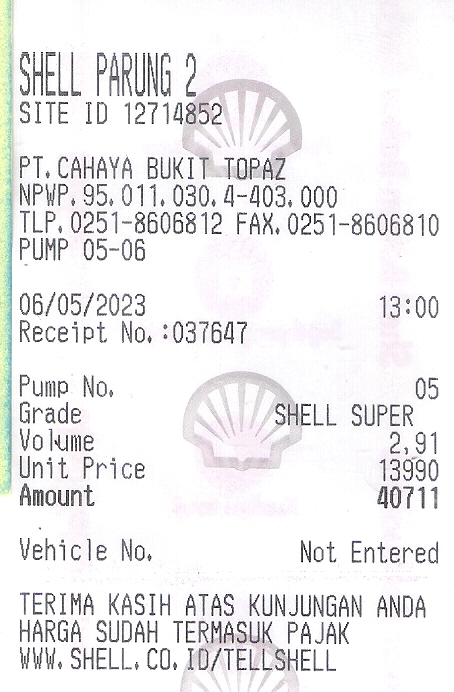 SHELL PARUNG 2
SITE ID 12714852
PT. CAHAYA BUKIT TOPAZ
NPWP. 95.011.030.4-403.000
TLP. 0251-8606812 FAX. 0251-8606810
PUMP 05-06
06/05/2023 13:00
Receipt No. :037647
Pump No. 05
Grade SHELL SUPER
Volume 2,91
Unit Price 13990
Amount 40711
Vehicle No. Not Entered
TERIMA KASIH ATAS KUNJUNGAN ANDA
HARGA SUDAH TERMASUK PAJAK
WWW.SHELL.CO.ID/TELLSHELL